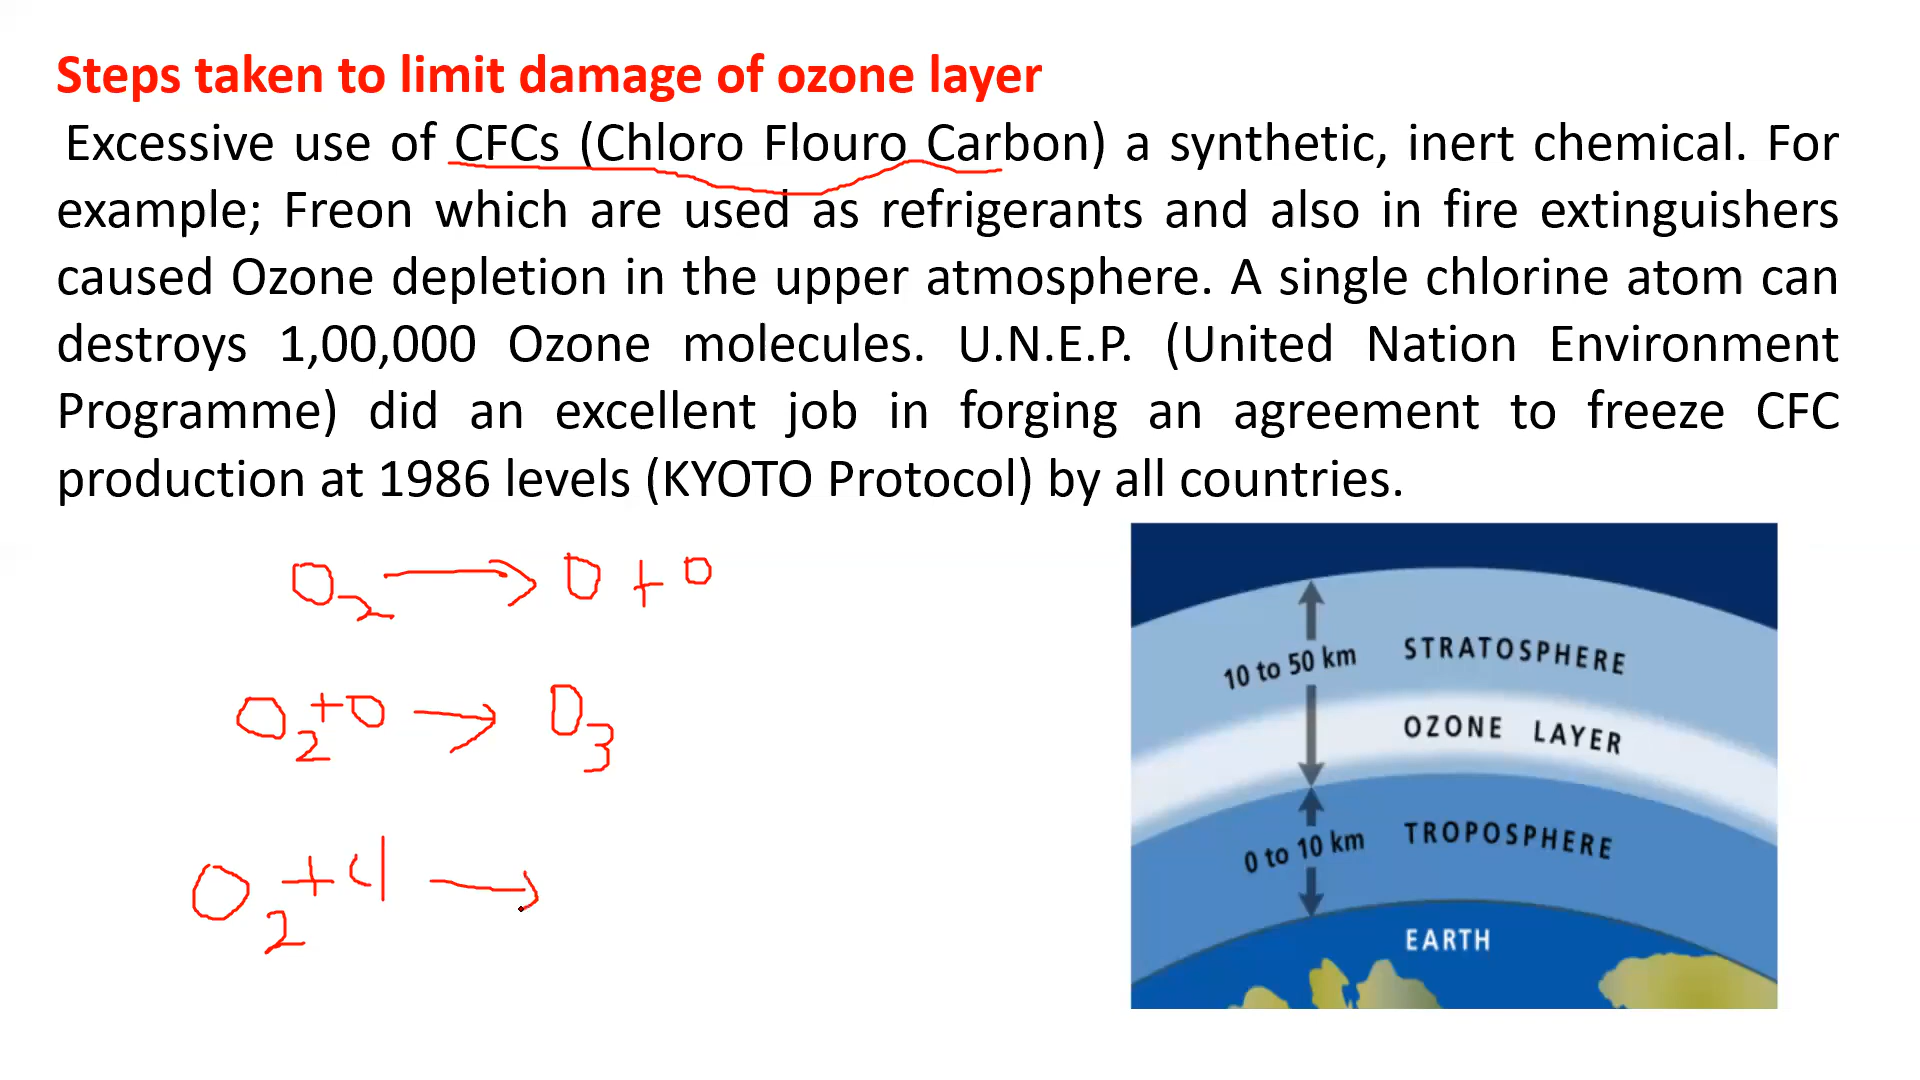 Steps taken to limit damage of ozone layer
Excessive use of CFCs (Chloro Flouro Carbon) a synthetic, inert chemical. For
example; Freon which are used as refrigerants and also in fire extinguishers
caused Ozone depletion in the upper atmosphere. A single chlorine atom can
destroys 1,00,000 Ozone molecules. U.N.E.P. (United Nation Environment
Programme) did an excellent job in forging an agreement to freeze CFC
production at 1986 levels (KYOTO Protocol) by all countries.
O2 → O + O
O2 + O → O3
O2 + Cl →
10 to 50 km STRATOSPHERE
OZONE LAYER
0 to 10 km TROPOSPHERE
EARTH